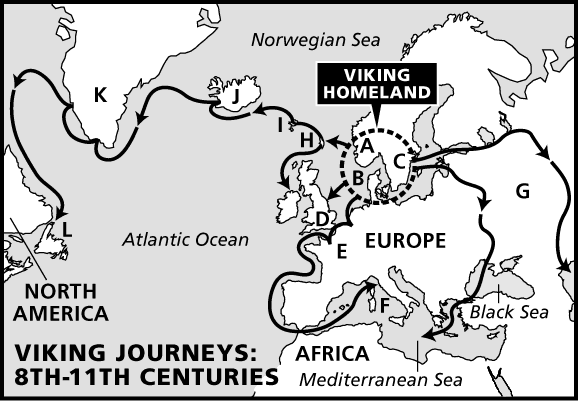 Norwegian Sea
VIKING
HOMELAND
K
J
I
H
A
B
C
G
L
D
Atlantic Ocean
E
EUROPE
NORTH
AMERICA
F
Black Sea
VIKING JOURNEYS:
8TH-11TH CENTURIES
AFRICA
Mediterranean Sea